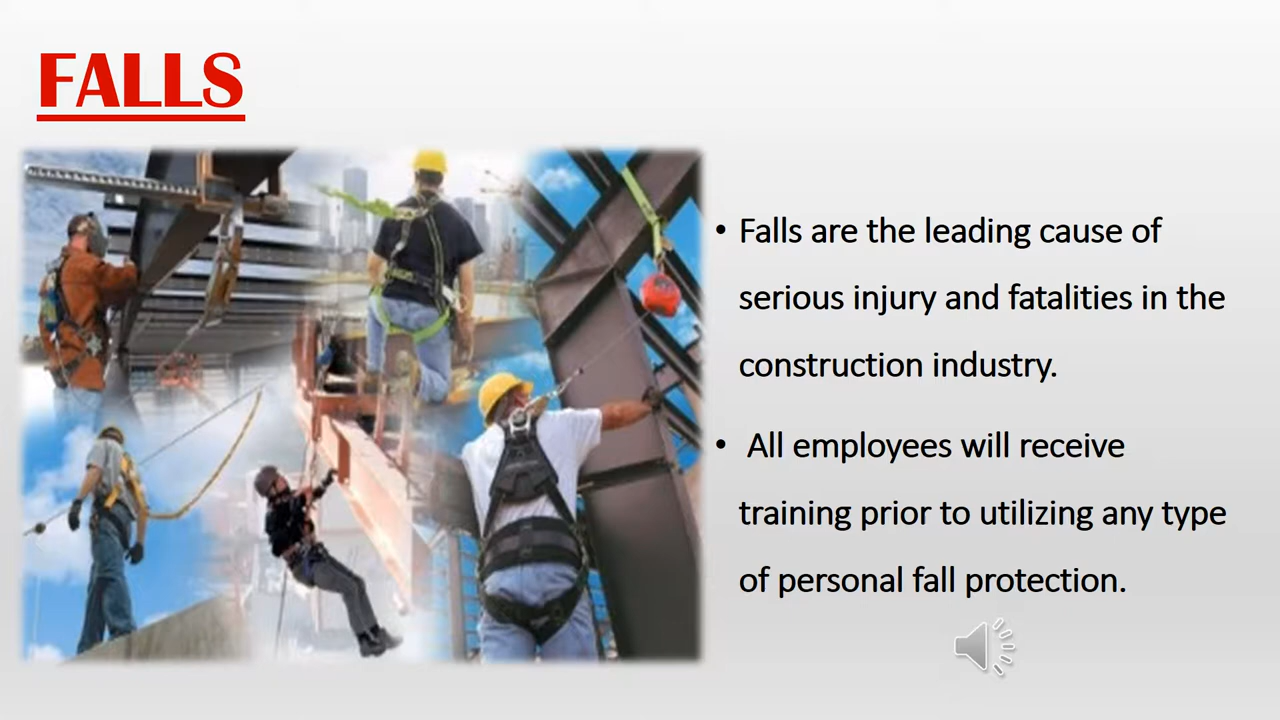 FALLS
• Falls are the leading cause of
serious injury and fatalities in the
construction industry.
• All employees will receive
training prior to utilizing any type
of personal fall protection.